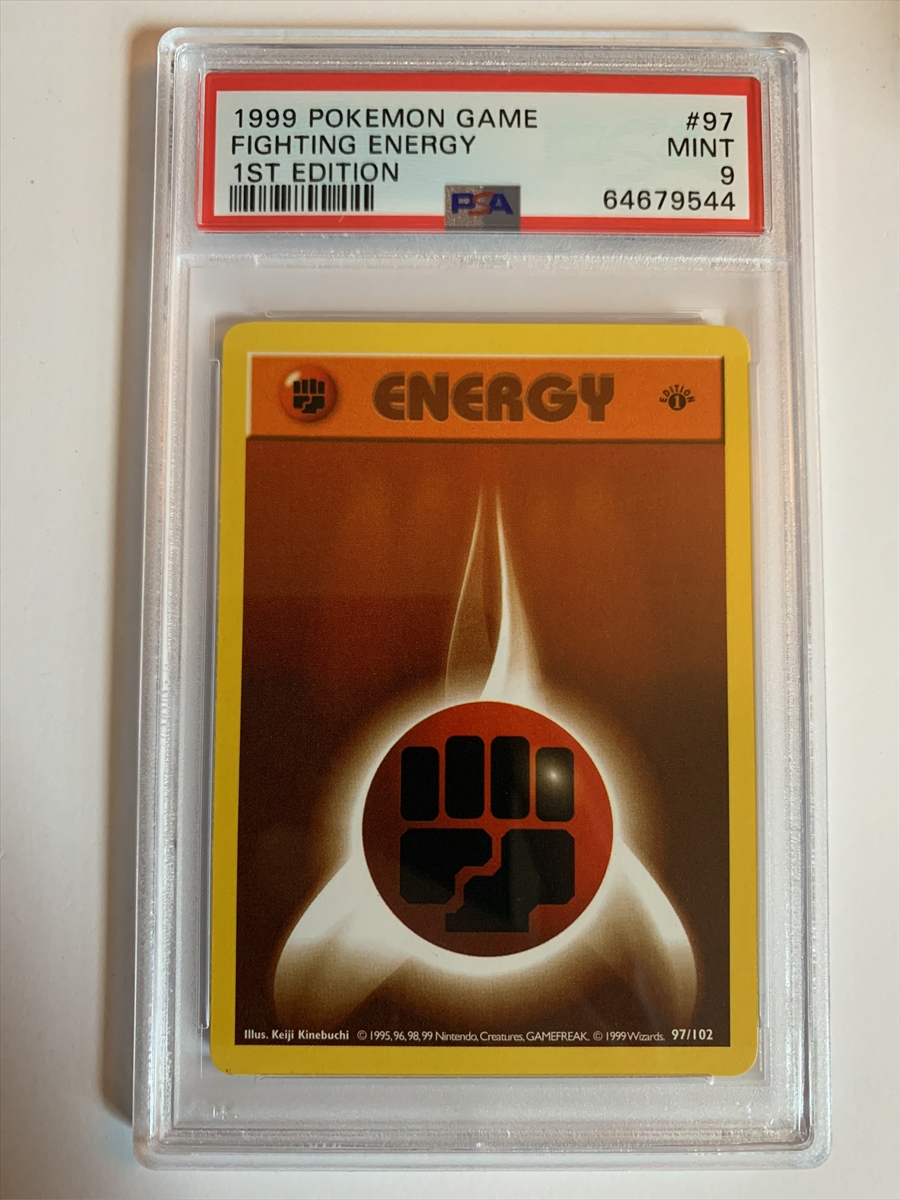 1999 POKEMON GAME #97
FIGHTING ENERGY MINT
1ST EDITION 9
PSA 64679544
ENERGY
EDITION
1
Illus. Keiji Kinebuchi © 1995, 96, 98, 99 Nintendo, Creatures, GAMEFREAK. © 1999 Wizards. 97/102